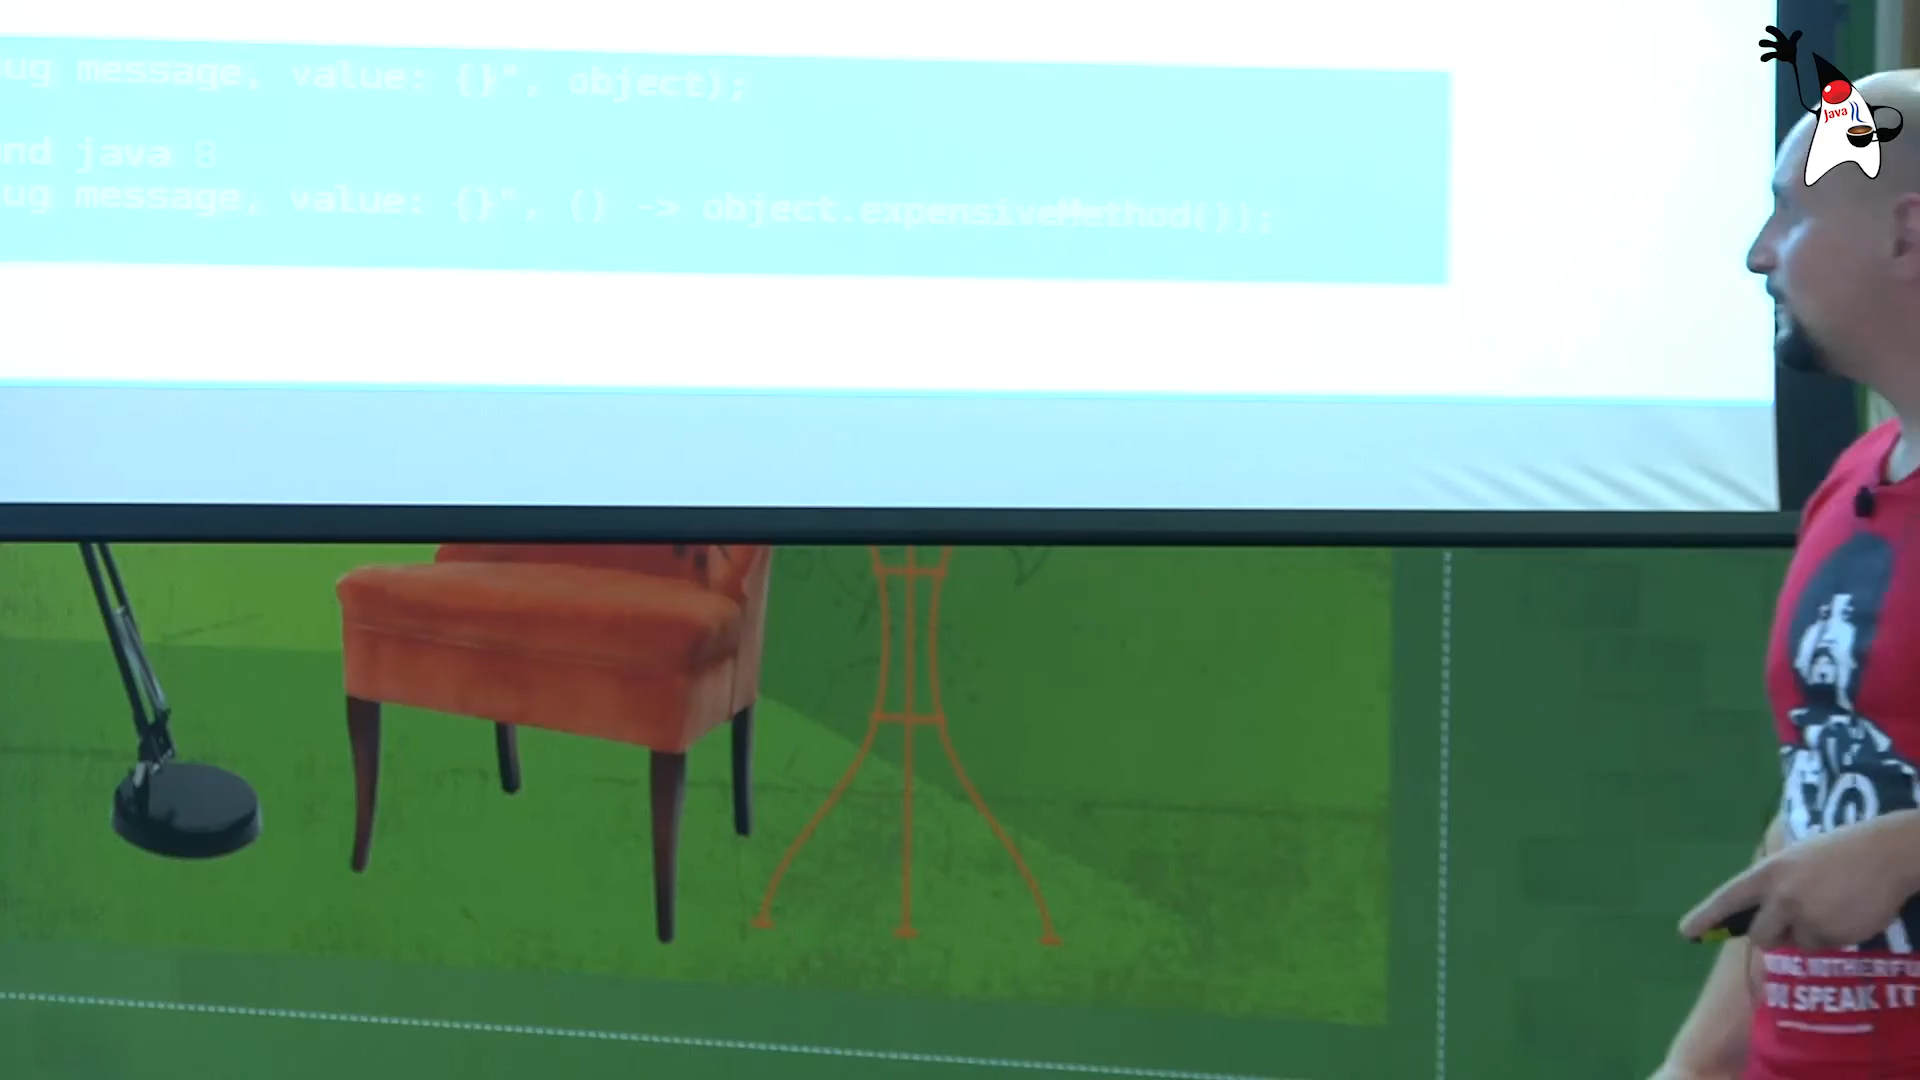 ug message, value: {}", object);
nd java 8
ug message, value: {}", () -> object.expensiveMethod());
Java
U SPEAK IT